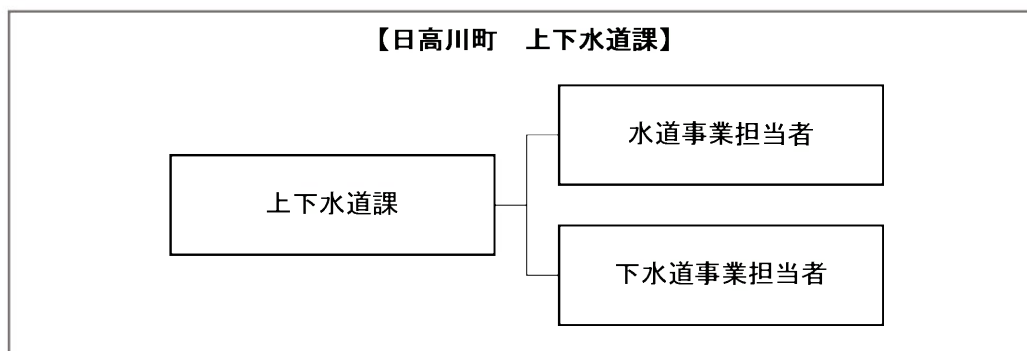 【日高川町　上下水道課】
水道事業担当者
上下水道課
下水道事業担当者